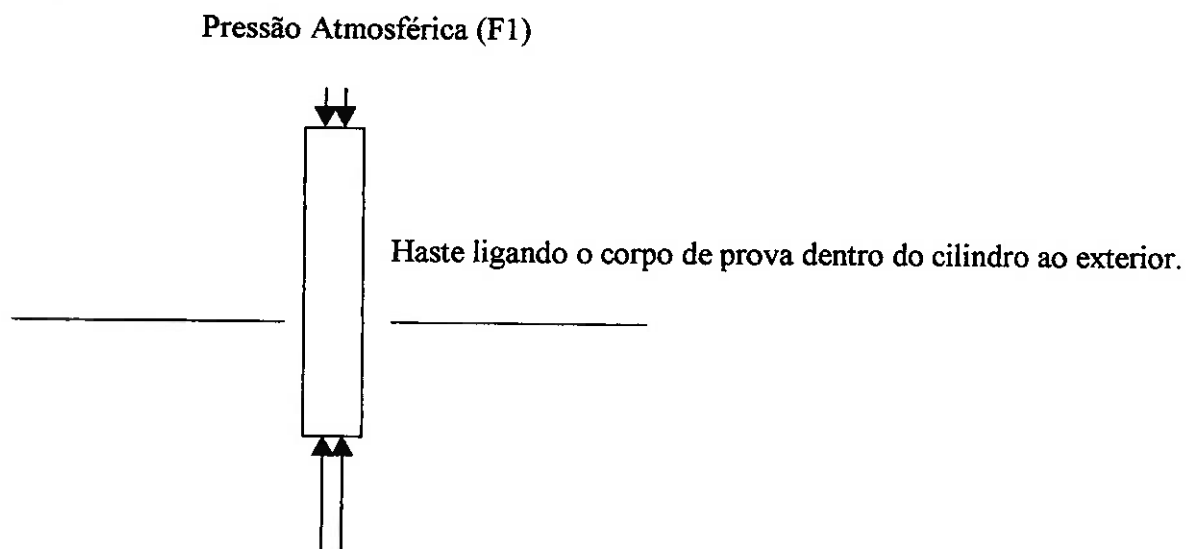 Pressão Atmosférica (F1)
Haste ligando o corpo de prova dentro do cilindro ao exterior.